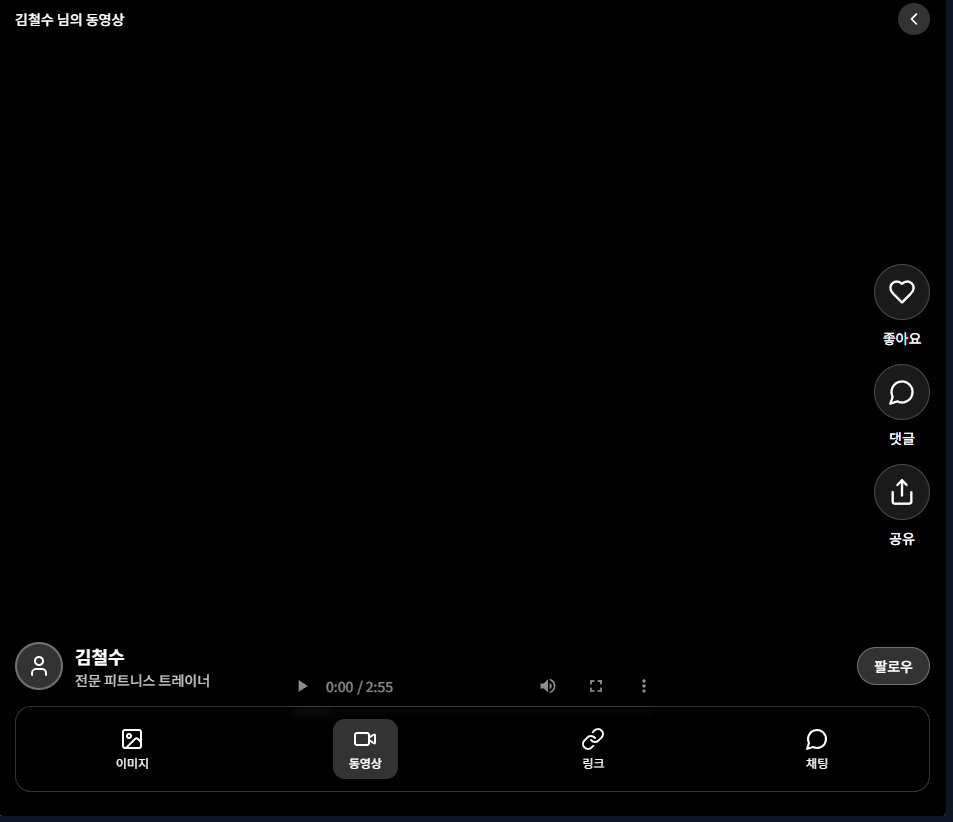 김철수 님의 동영상
좋아요
댓글
공유
김철수
전문 피트니스 트레이너
0:00 / 2:55
팔로우
이미지
동영상
링크
채팅